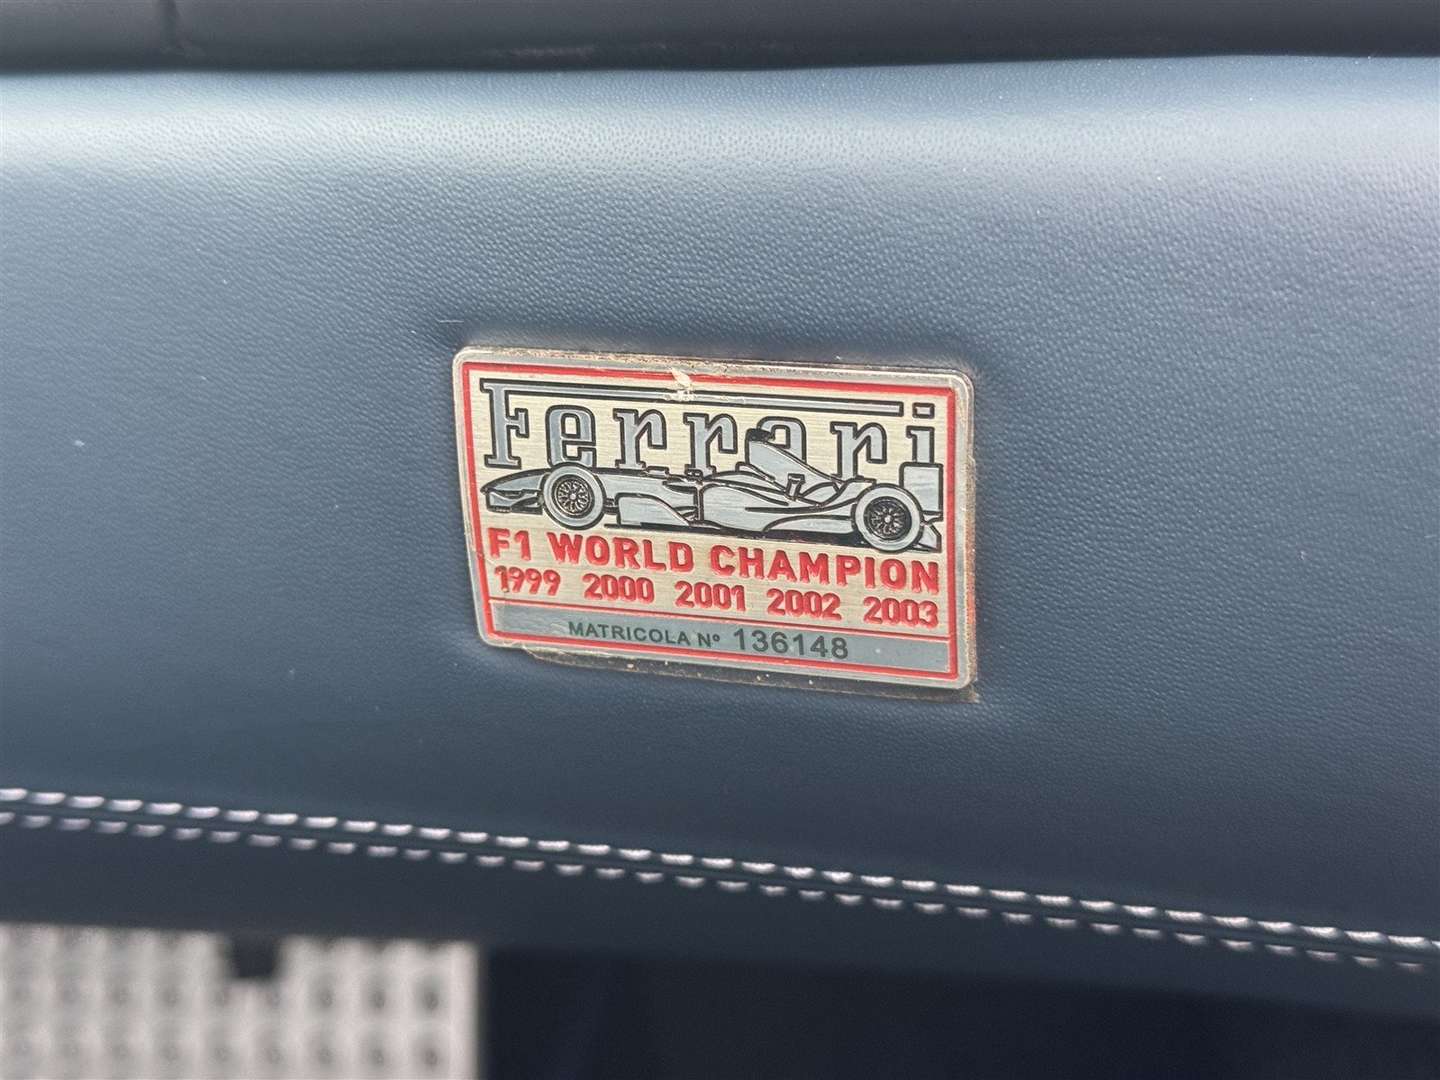 Ferrari
F1 WORLD CHAMPION
1999 2000 2001 2002 2003
MATRICOLA Nº 136148